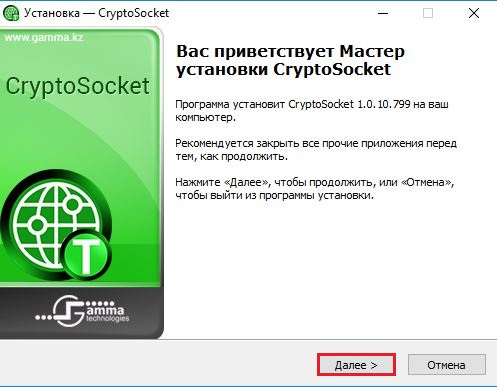 Установка — CryptoSocket
www.gamma.kz
CryptoSocket
T
Gamma
technologies
Вас приветствует Мастер
установки CryptoSocket
Программа установит CryptoSocket 1.0.10.799 на ваш
компьютер.
Рекомендуется закрыть все прочие приложения перед
тем, как продолжить.
Нажмите «Далее», чтобы продолжить, или «Отмена»,
чтобы выйти из программы установки.
Далее >
Отмена